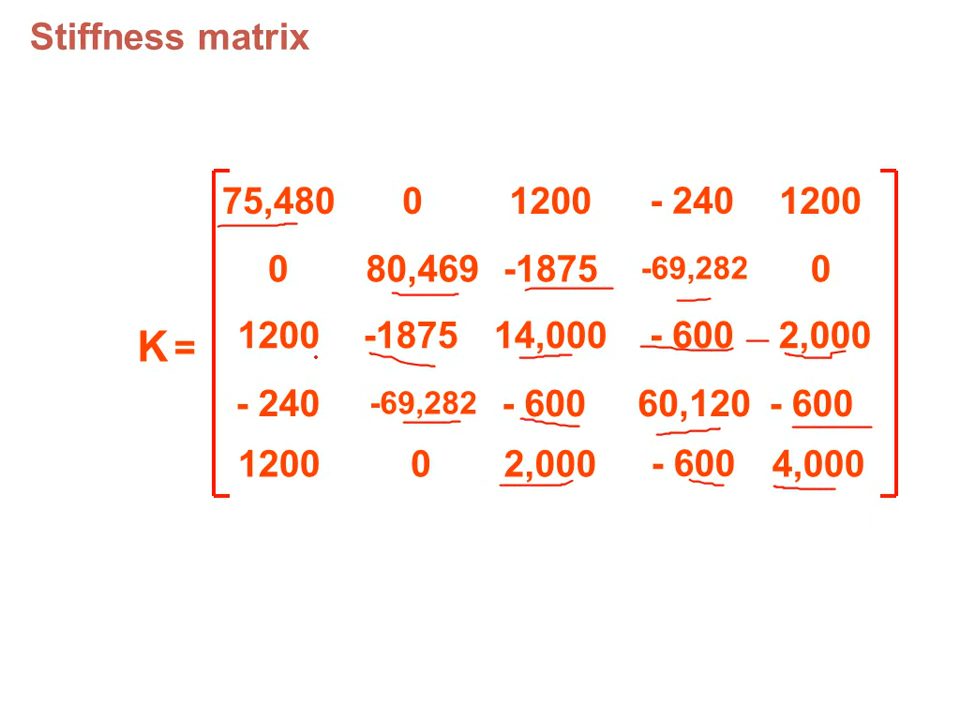 Stiffness matrix
75,480 0 1200 - 240 1200
0 80,469 -1875 -69,282 0
K = 1200 -1875 14,000 - 600 – 2,000
- 240 -69,282 - 600 60,120 - 600
1200 0 2,000 - 600 4,000